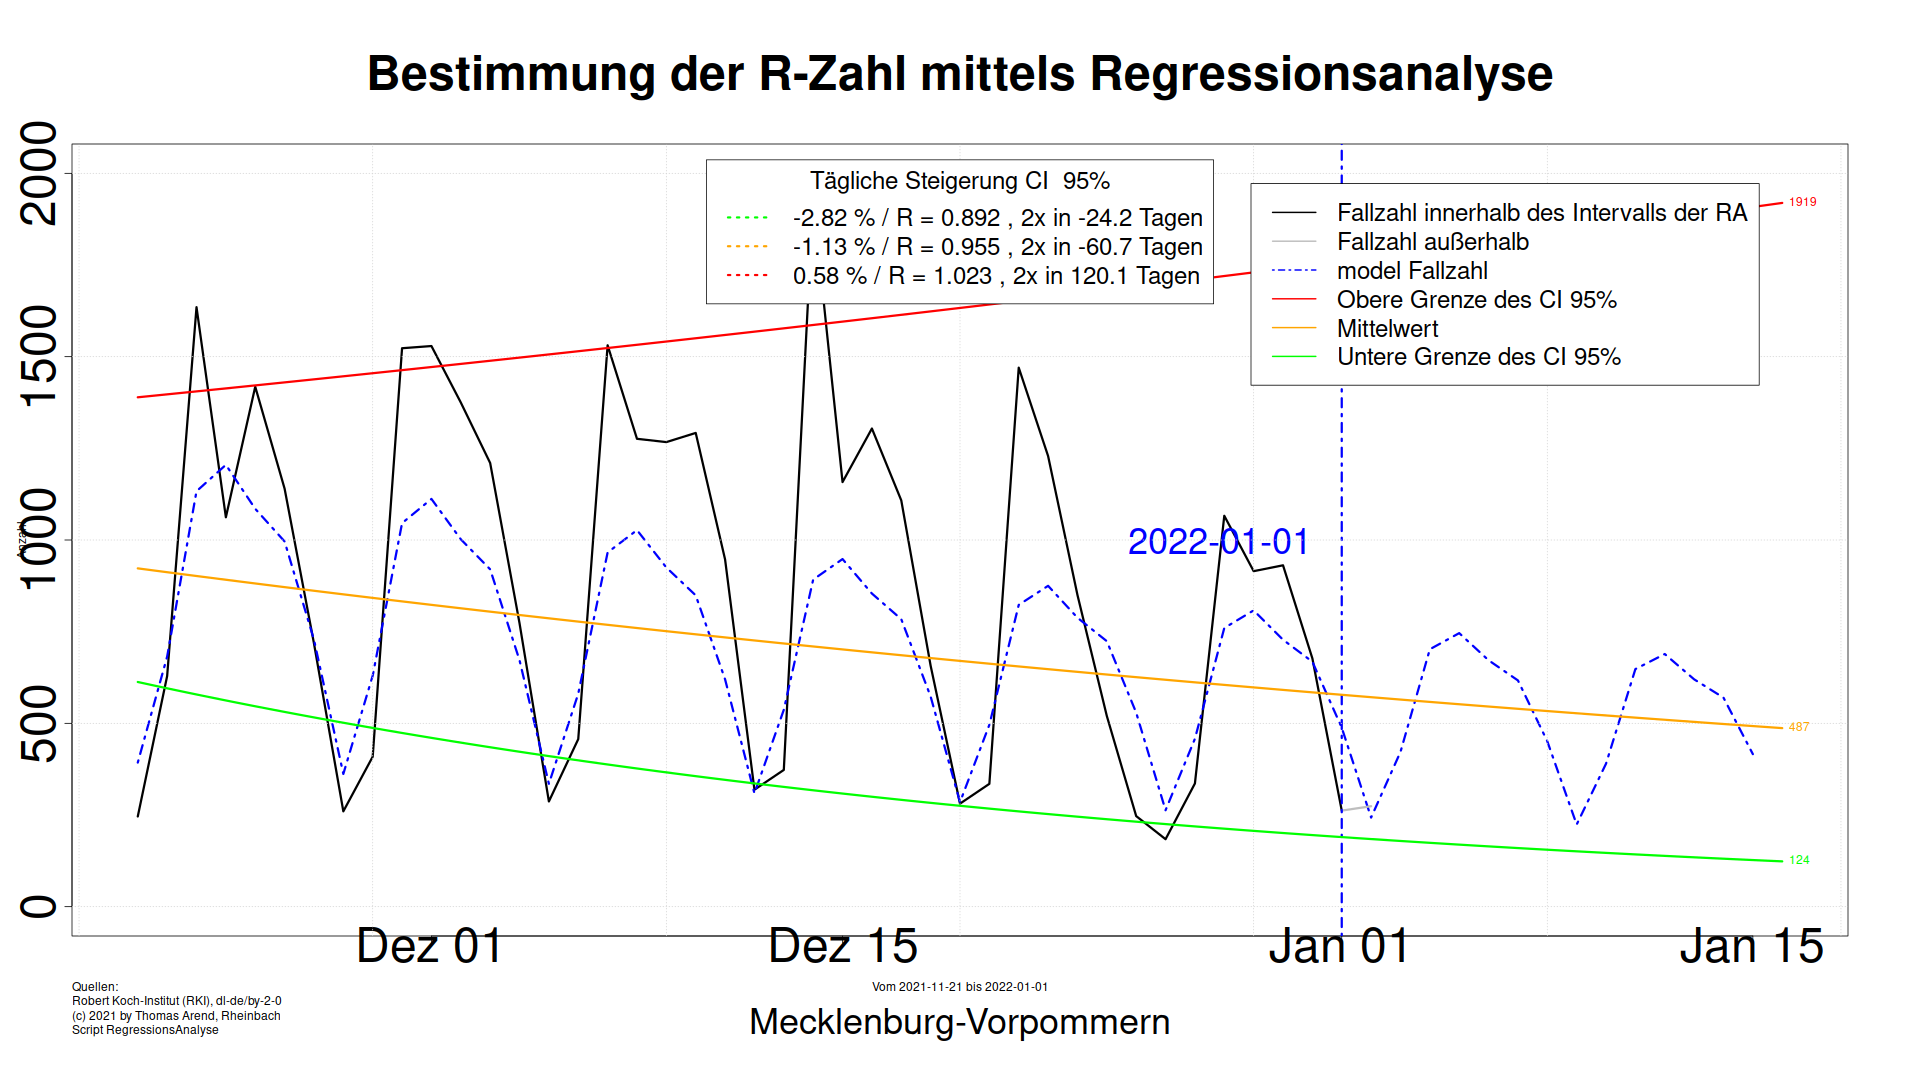 Bestimmung der R-Zahl mittels Regressionsanalyse
Anzahl
2000
1500
1000
500
0
Tägliche Steigerung CI  95%
-2.82 % / R = 0.892 , 2x in -24.2 Tagen
-1.13 % / R = 0.955 , 2x in -60.7 Tagen
0.58 % / R = 1.023 , 2x in 120.1 Tagen
Fallzahl innerhalb des Intervalls der RA
Fallzahl außerhalb
model Fallzahl
Obere Grenze des CI 95%
Mittelwert
Untere Grenze des CI 95%
1919
2022-01-01
487
124
Dez 01
Dez 15
Jan 01
Jan 15
Quellen:
Robert Koch-Institut (RKI), dl-de/by-2-0
(c) 2021 by Thomas Arend, Rheinbach
Script RegressionsAnalyse
Vom 2021-11-21 bis 2022-01-01
Mecklenburg-Vorpommern